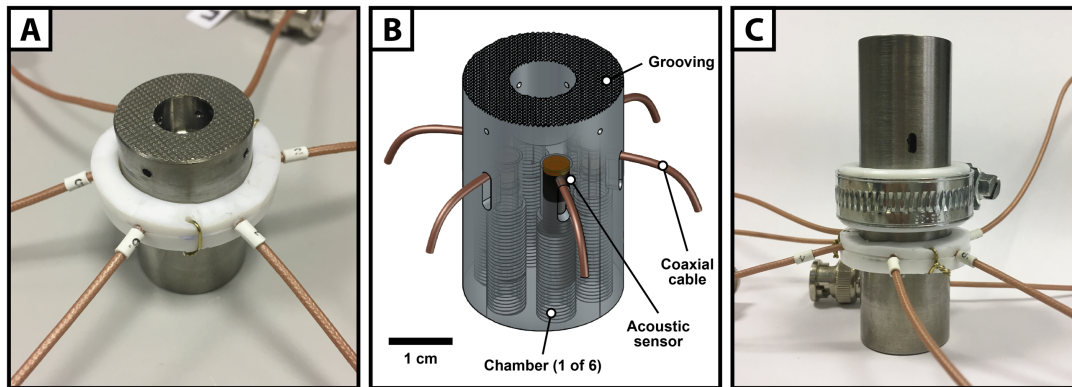 A
B
C
Grooving
Coaxial
cable
Acoustic
sensor
Chamber (1 of 6)
1 cm